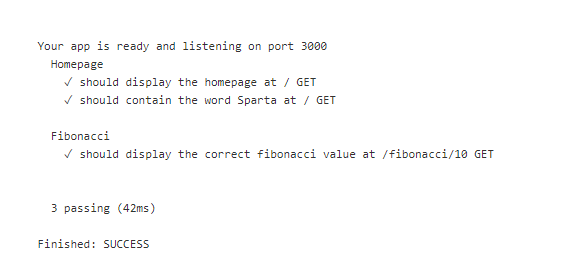 Your app is ready and listening on port 3000
Homepage
✓ should display the homepage at / GET
✓ should contain the word Sparta at / GET
Fibonacci
✓ should display the correct fibonacci value at /fibonacci/10 GET
3 passing (42ms)
Finished: SUCCESS